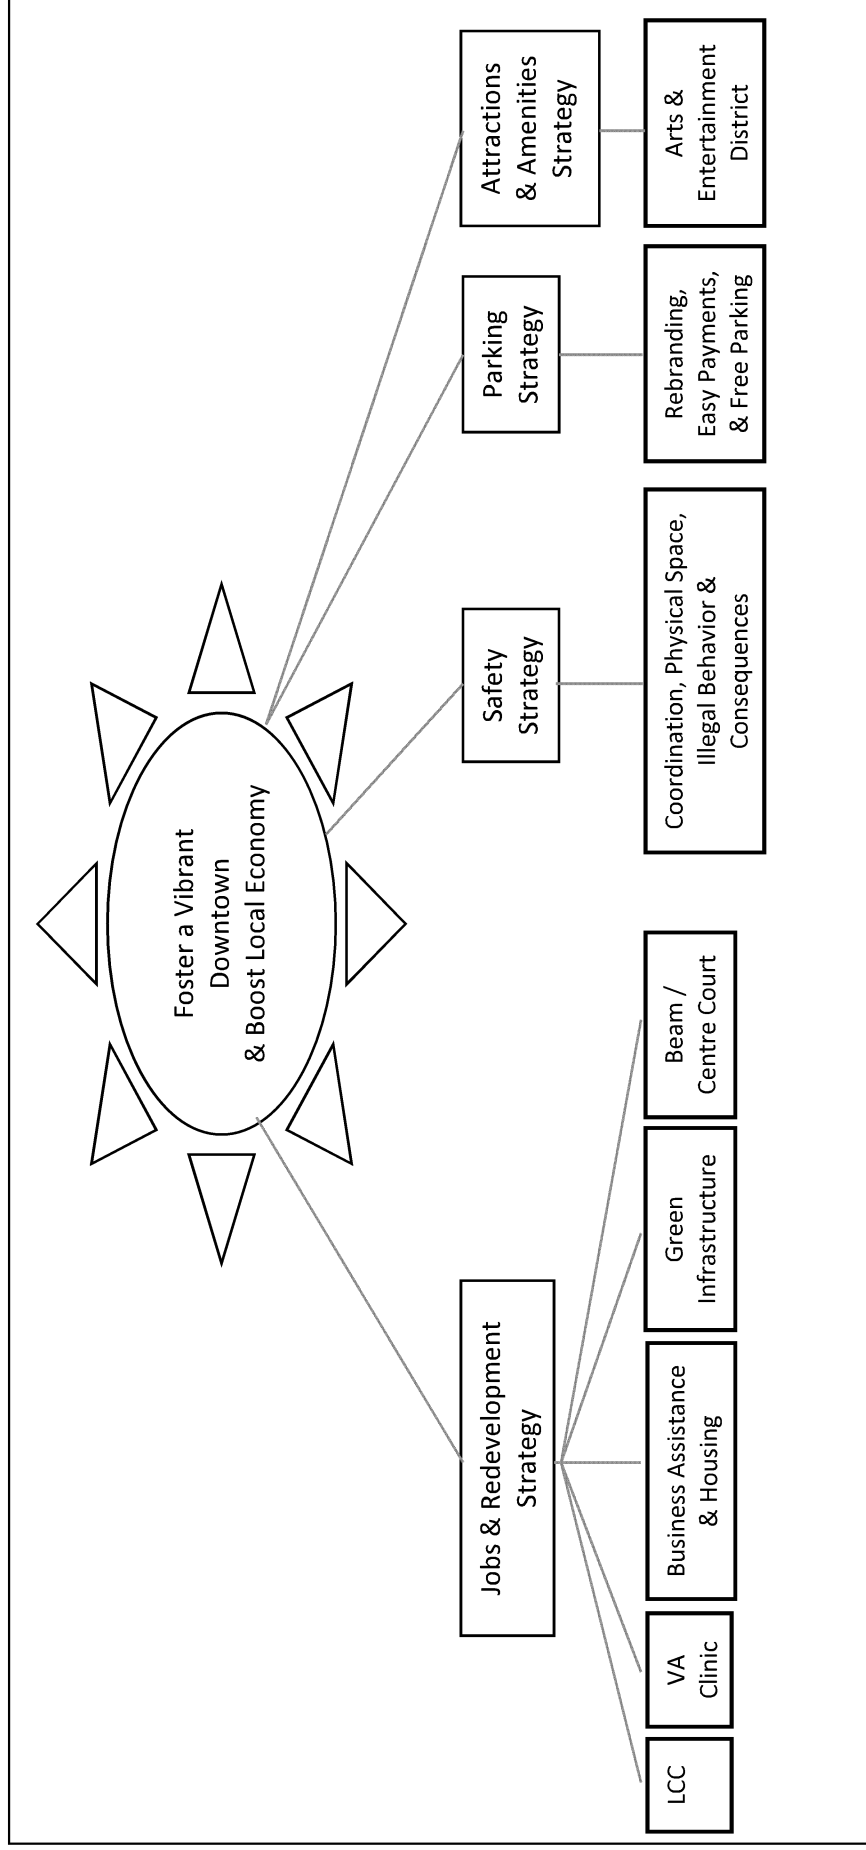 Foster a Vibrant
Downtown
& Boost Local Economy
Jobs & Redevelopment
Strategy
Safety
Strategy
Parking
Strategy
Attractions
& Amenities
Strategy
LCC
VA
Clinic
Business Assistance
& Housing
Green
Infrastructure
Beam /
Centre Court
Coordination, Physical Space,
Illegal Behavior &
Consequences
Rebranding,
Easy Payments,
& Free Parking
Arts &
Entertainment
District